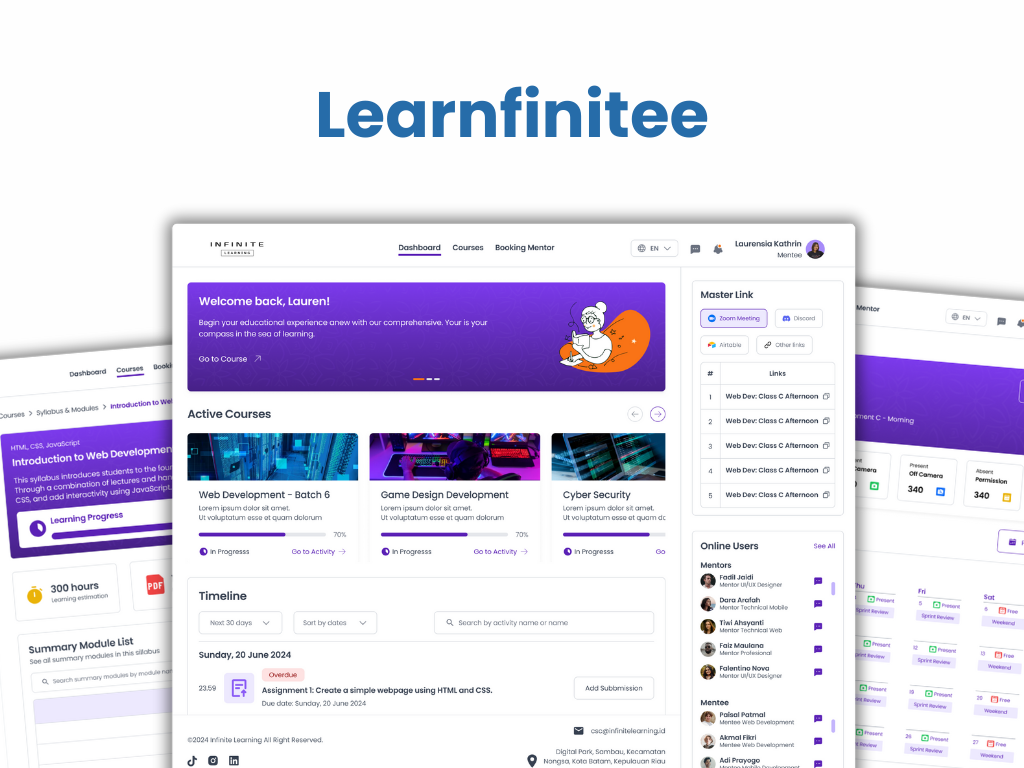 Learnfinitee
INFINITE
LEARNING
Dashboard
Courses
Booking Mentor
EN
Laurensia Kathrin
Mentee
Welcome back, Lauren!
Begin your educational experience anew with our comprehensive. Your is your
compass in the sea of learning.
Go to Course
Active Courses
Web Development - Batch 6
Lorem ipsum dolor sit amet.
Ut voluptatum esse et quam dolorum
70%
In Progresss
Go to Activity
Game Design Development
Lorem ipsum dolor sit amet.
Ut voluptatum esse et quam dolorum
70%
In Progresss
Go to Activity
Cyber Security
Lorem ipsum dolor sit amet.
Ut voluptatum esse et quam do
In Progresss
Go
Timeline
Next 30 days
Sort by dates
Search by activity name or name
Sunday, 20 June 2024
23.59
Overdue
Assignment 1: Create a simple webpage using HTML and CSS.
Due date: Sunday, 20 June 2024
Add Subbmission
©2024 Infinite Learning All Right Reserved.
csc@infinitelearning.id
Digital Park, Sambau, Kecamatan
Nongsa, Kota Batam, Kepulauan Riau
Master Link
Zoom Meeting
Discord
Airtable
Other links
# Links
1 Web Dev: Class C Afternoon
2 Web Dev: Class C Afternoon
3 Web Dev: Class C Afternoon
4 Web Dev: Class C Afternoon
5 Web Dev: Class C Afternoon
Online Users
See All
Mentors
Fadil Jaidi
Mentor UI/UX Designer
Dara Arafah
Mentor Technical Mobile
Tiwi Ahsyanti
Mentor Technical Web
Faiz Maulana
Mentor Profesional
Falentino Nova
Mentor UI/UX Designer
Mentee
Paisal Patmal
Mentee Web Development
Akmal Fikri
Mentee Web Development
Adi Prayogo
Dashboard
Courses
Courses
Syllabus & Modules
HTML, CSS, JavaScript
Introduction to Web Developmen
This syllabus introduces students to the
Through a combination of lectures and
CSS, and add interactivity using JavaScript.
Learning Progress
300 hours
Learning estimation
PDF
Summary Module List
See all summary modules in this sillabus
Search summary modules by module
Mentor
EN
ment C - Morning
amera
Present
Off Camera
340
Absent
Permission
340
hu
Fri
Sat
Present
5
Present
6
Free
Sprint Review
Sprint Review
Weekend
Present
12
Present
13
Free
Sprint Review
Sprint Review
Weekend
Present
19
Present
20
Free
Sprint Review
Sprint Review
Weekend
Present
26
Present
27
Free
Sprint Review
Sprint Review
Weekend